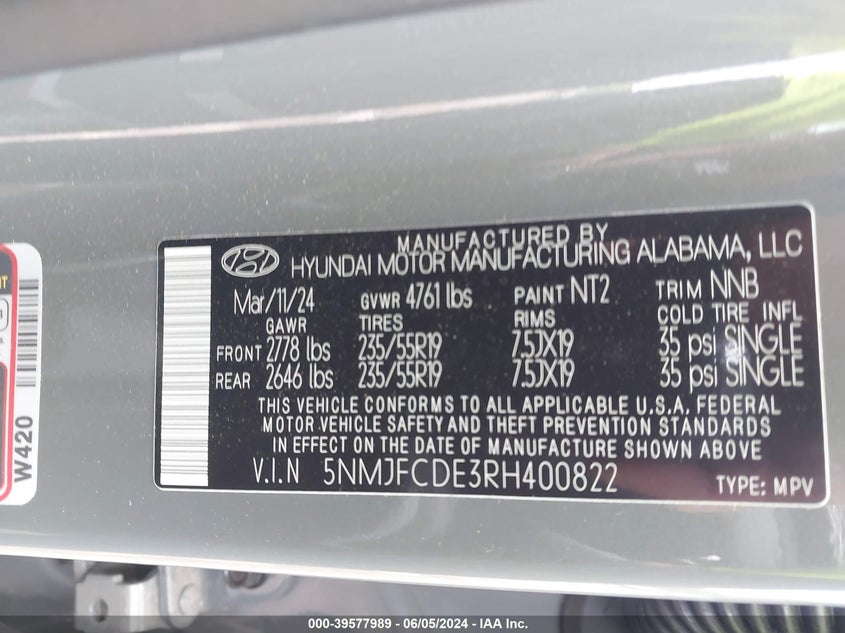 MANUFACTURED BY
HYUNDAI MOTOR MANUFACTURING ALABAMA, LLC
Mar/11/24 GVWR 4761 lbs PAINT NT2 TRIM NNB
GAWR TIRES RIMS COLD TIRE INFL
FRONT 2778 lbs 235/55R19 7.5JX19 35 psi SINGLE
REAR 2646 lbs 235/55R19 7.5JX19 35 psi SINGLE
THIS VEHICLE CONFORMS TO ALL APPLICABLE U.S.A. FEDERAL
MOTOR VEHICLE SAFETY AND THEFT PREVENTION STANDARDS
IN EFFECT ON THE DATE OF MANUFACTURE SHOWN ABOVE
V.I.N 5NMJFCDE3RH400822 TYPE: MPV
W420
000-39577989 - 06/05/2024 - IAA Inc.